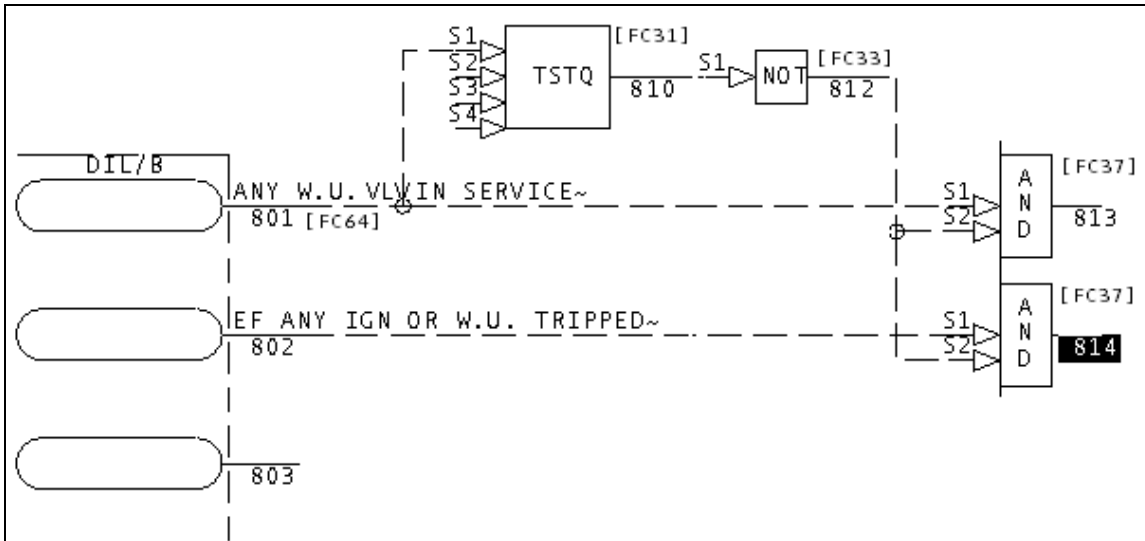 S1 [FC31]
S2 TSTQ S1 NOT [FC33]
S3 810 812
S4
DIL/B
ANY W.U. VLV IN SERVICE~ S1 AND [FC37]
801 [FC64] S2 813
EF ANY IGN OR W.U. TRIPPED~ S1 AND [FC37]
802 S2 814
803